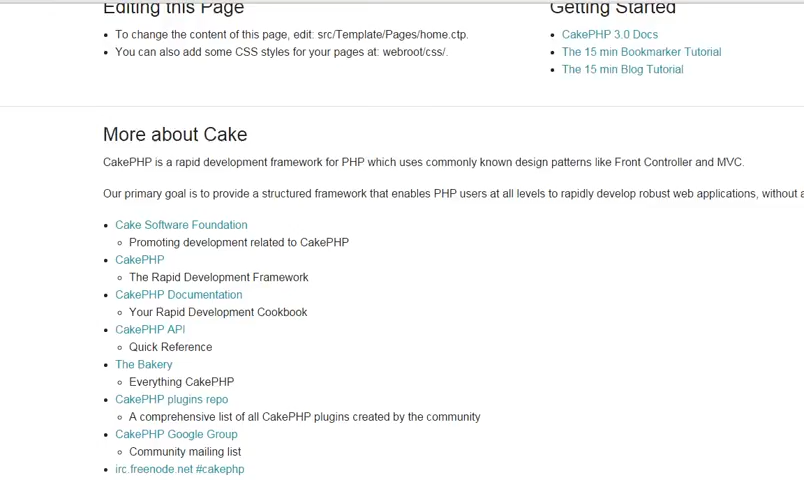 Editing this Page
To change the content of this page, edit: src/Template/Pages/home.ctp.
You can also add some CSS styles for your pages at: webroot/css/.
Getting Started
CakePHP 3.0 Docs
The 15 min Bookmarker Tutorial
The 15 min Blog Tutorial
More about Cake
CakePHP is a rapid development framework for PHP which uses commonly known design patterns like Front Controller and MVC.
Our primary goal is to provide a structured framework that enables PHP users at all levels to rapidly develop robust web applications, without a
Cake Software Foundation
Promoting development related to CakePHP
CakePHP
The Rapid Development Framework
CakePHP Documentation
Your Rapid Development Cookbook
CakePHP API
Quick Reference
The Bakery
Everything CakePHP
CakePHP plugins repo
A comprehensive list of all CakePHP plugins created by the community
CakePHP Google Group
Community mailing list
irc.freenode.net #cakephp